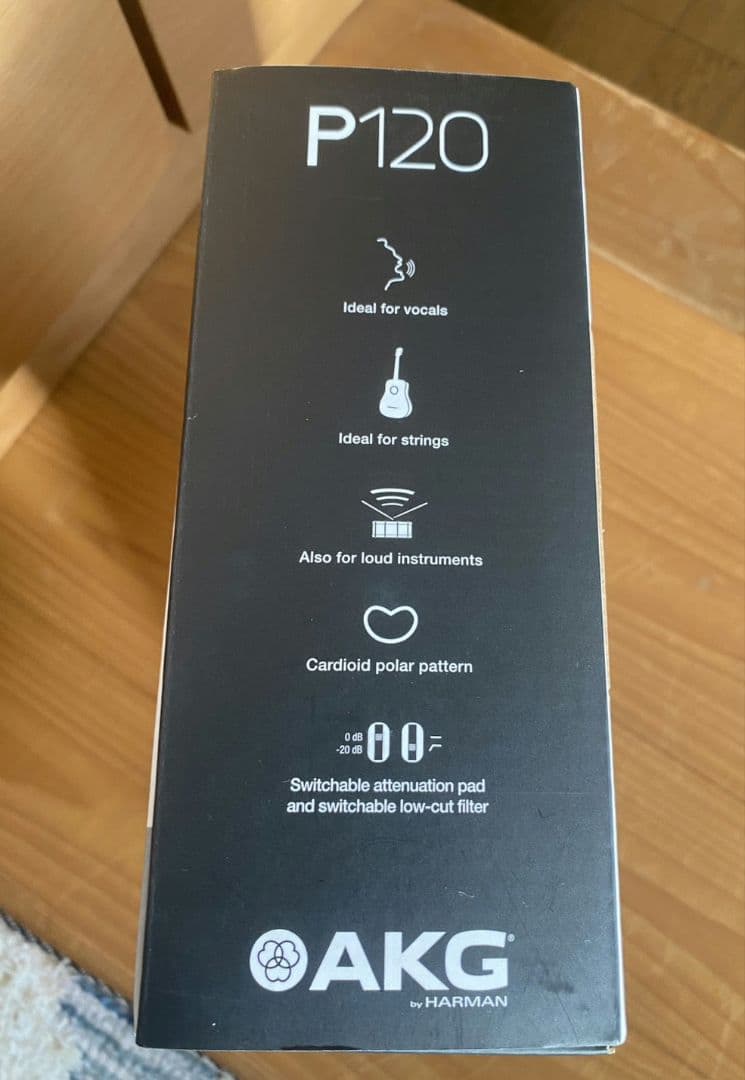 P120
Ideal for vocals
Ideal for strings
Also for loud instruments
Cardioid polar pattern
0 dB
-20 dB
Switchable attenuation pad
and switchable low-cut filter
AKG®
by HARMAN